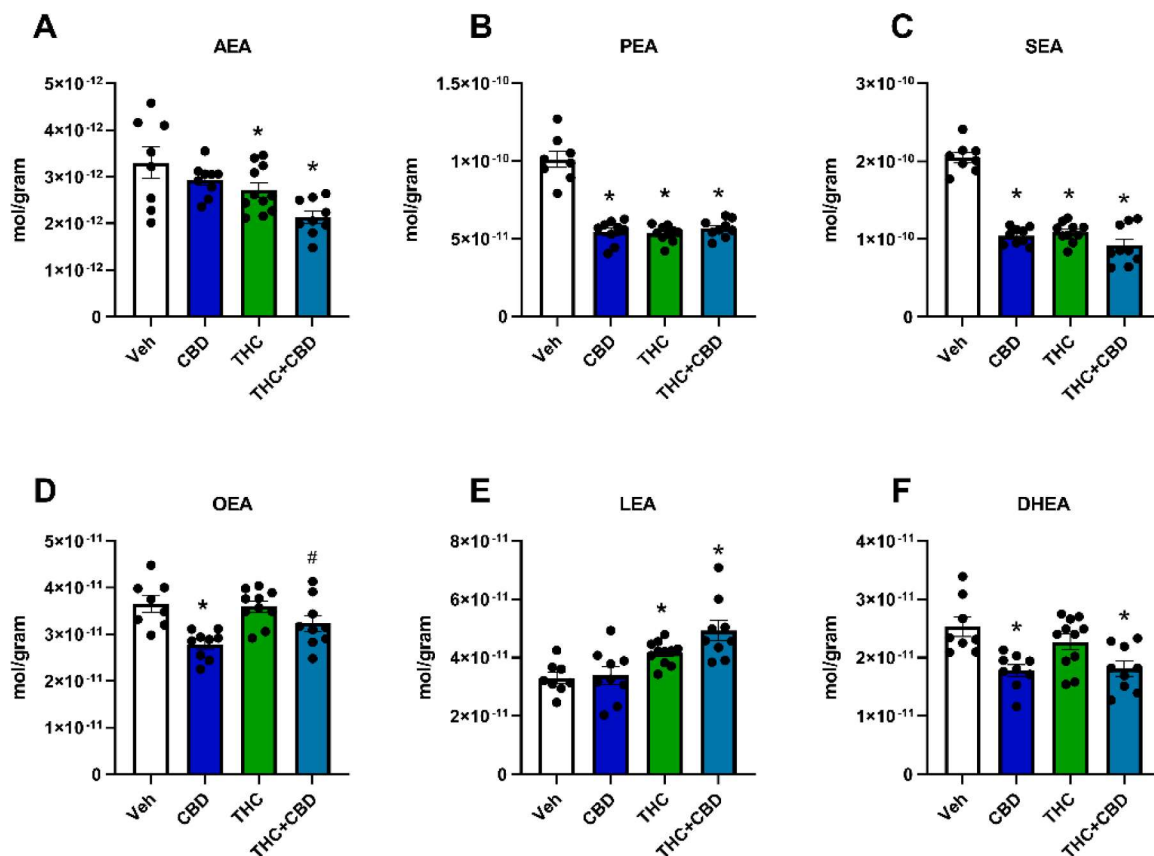 A
AEA
mol/gram
5×10⁻¹²
4×10⁻¹²
3×10⁻¹²
2×10⁻¹²
1×10⁻¹²
0
*
*
Veh
CBD
THC
THC+CBD
B
PEA
mol/gram
1.5×10⁻¹⁰
1×10⁻¹⁰
5×10⁻¹¹
0
*
*
*
Veh
CBD
THC
THC+CBD
C
SEA
mol/gram
3×10⁻¹⁰
2×10⁻¹⁰
1×10⁻¹⁰
0
*
*
*
Veh
CBD
THC
THC+CBD
D
OEA
mol/gram
5×10⁻¹¹
4×10⁻¹¹
3×10⁻¹¹
2×10⁻¹¹
1×10⁻¹¹
0
*
#
Veh
CBD
THC
THC+CBD
E
LEA
mol/gram
8×10⁻¹¹
6×10⁻¹¹
4×10⁻¹¹
2×10⁻¹¹
0
*
*
Veh
CBD
THC
THC+CBD
F
DHEA
mol/gram
4×10⁻¹¹
3×10⁻¹¹
2×10⁻¹¹
1×10⁻¹¹
0
*
*
Veh
CBD
THC
THC+CBD